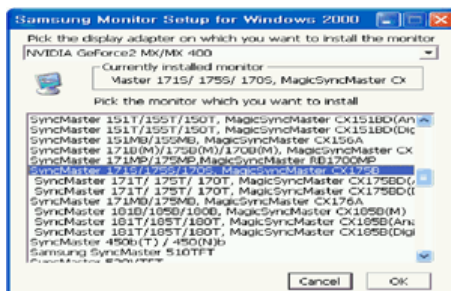 Samsung Monitor Setup for Windows 2000
Pick the display adapter on which you want to install the monitor
NVIDIA GeForce2 MX/MX 400
Currently installed monitor
Master 171S/ 175S/ 170S, MagicSyncMaster CX
Pick the monitor which you want to install
SyncMaster 151T/155T/150T, MagicSyncMaster CX151BD(Ana
SyncMaster 151T/155T/150T, MagicSyncMaster CX151BD(Dig
SyncMaster 151MB/155MB, MagicSyncMaster CX156A
SyncMaster 171B(M)/175B(M)/170B(M), MagicSyncMaster CX
SyncMaster 171MP/175MP,MagicSyncMaster RB1700MP
SyncMaster 171S/175S/170S, MagicSyncMaster CX175B
SyncMaster 171T/ 175T/ 170T, MagicSyncMaster CX175BD(A
SyncMaster 171T/ 175T/ 170T, MagicSyncMaster CX175BD(D
SyncMaster 171MB/175MB, MagicSyncMaster CX176A
SyncMaster 181B/185B/180B, MagicSyncMaster CX185B(M)
SyncMaster 181T/185T/180T, MagicSyncMaster CX185B(Ana
SyncMaster 181T/185T/180T, MagicSyncMaster CX185B(Digi
SyncMaster 450b(T) / 450(N)b
Samsung SyncMaster 510TFT
Cancel
OK